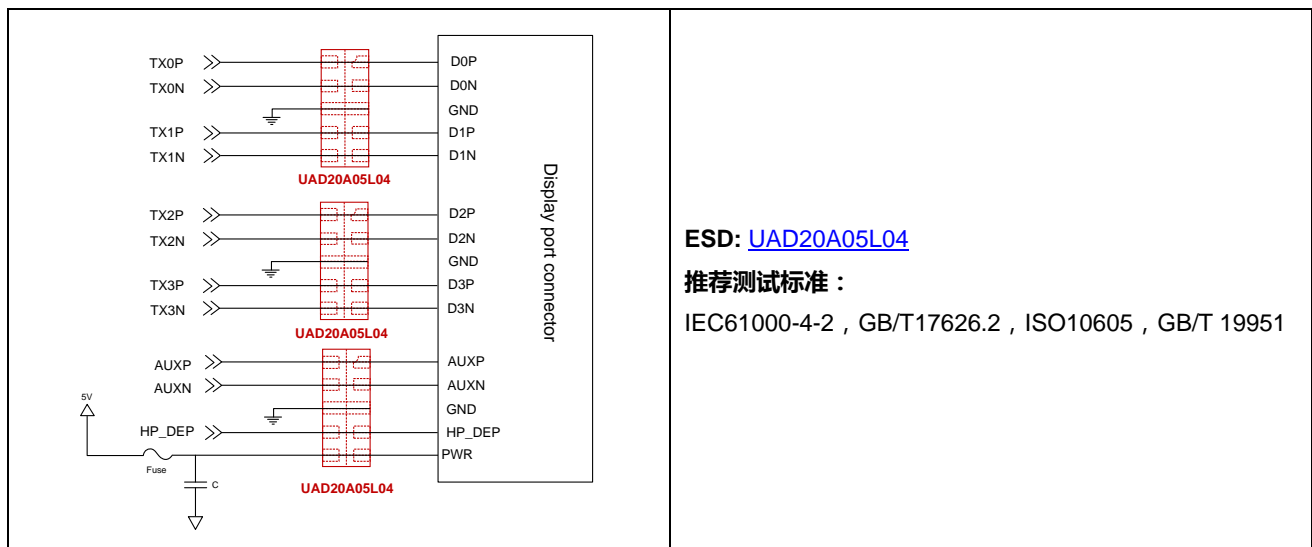 TX0P
D0P
TX0N
D0N
GND
TX1P
D1P
TX1N
D1N
UAD20A05L04
TX2P
D2P
TX2N
D2N
GND
TX3P
D3P
TX3N
D3N
UAD20A05L04
AUXP
AUXP
AUXN
AUXN
5V
GND
HP_DEP
HP_DEP
PWR
Fuse
C
UAD20A05L04
Display port connector
ESD: UAD20A05L04
推荐测试标准：
IEC61000-4-2，GB/T17626.2，ISO10605，GB/T 19951